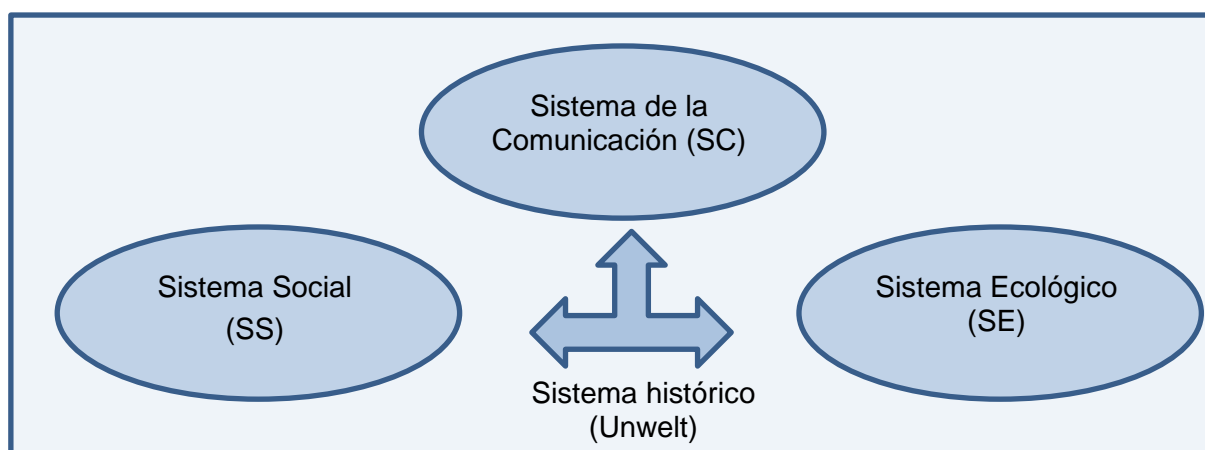 Sistema de la
Comunicación (SC)
Sistema Social
(SS)
Sistema Ecológico
(SE)
Sistema histórico
(Unwelt)